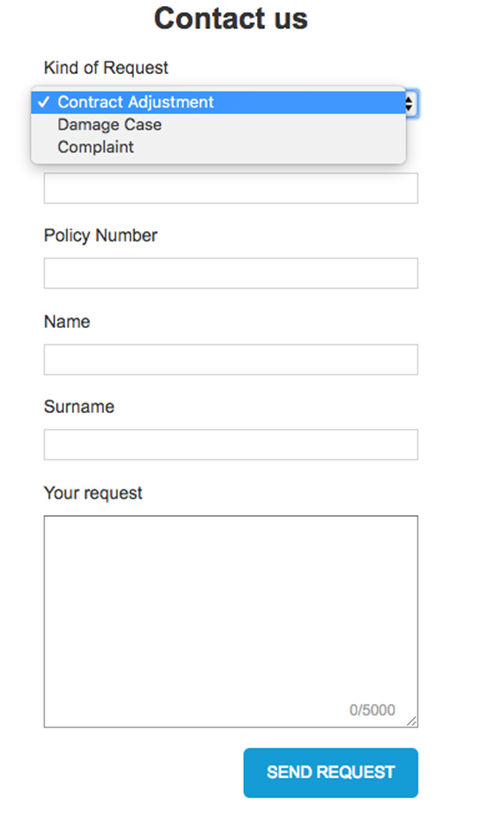 Contact us
Kind of Request
✓ Contract Adjustment
Damage Case
Complaint
Policy Number
Name
Surname
Your request
0/5000
SEND REQUEST